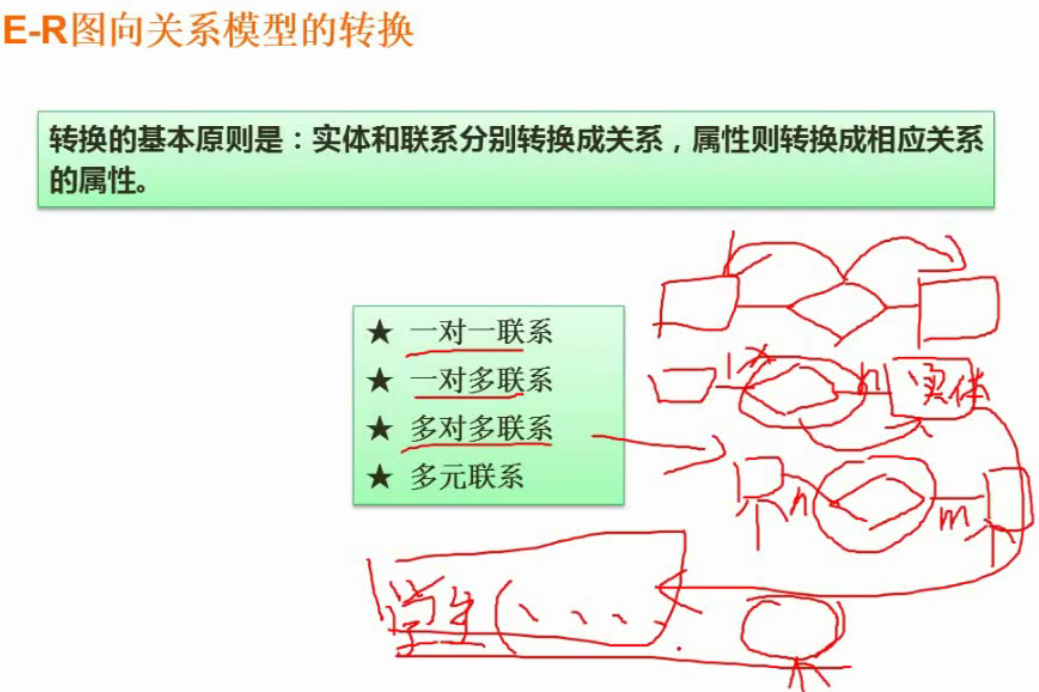 E-R图向关系模型的转换
转换的基本原则是：实体和联系分别转换成关系，属性则转换成相应关系
的属性。
★ 一对一联系
★ 一对多联系
★ 多对多联系
★ 多元联系
n 实体
n m
学生